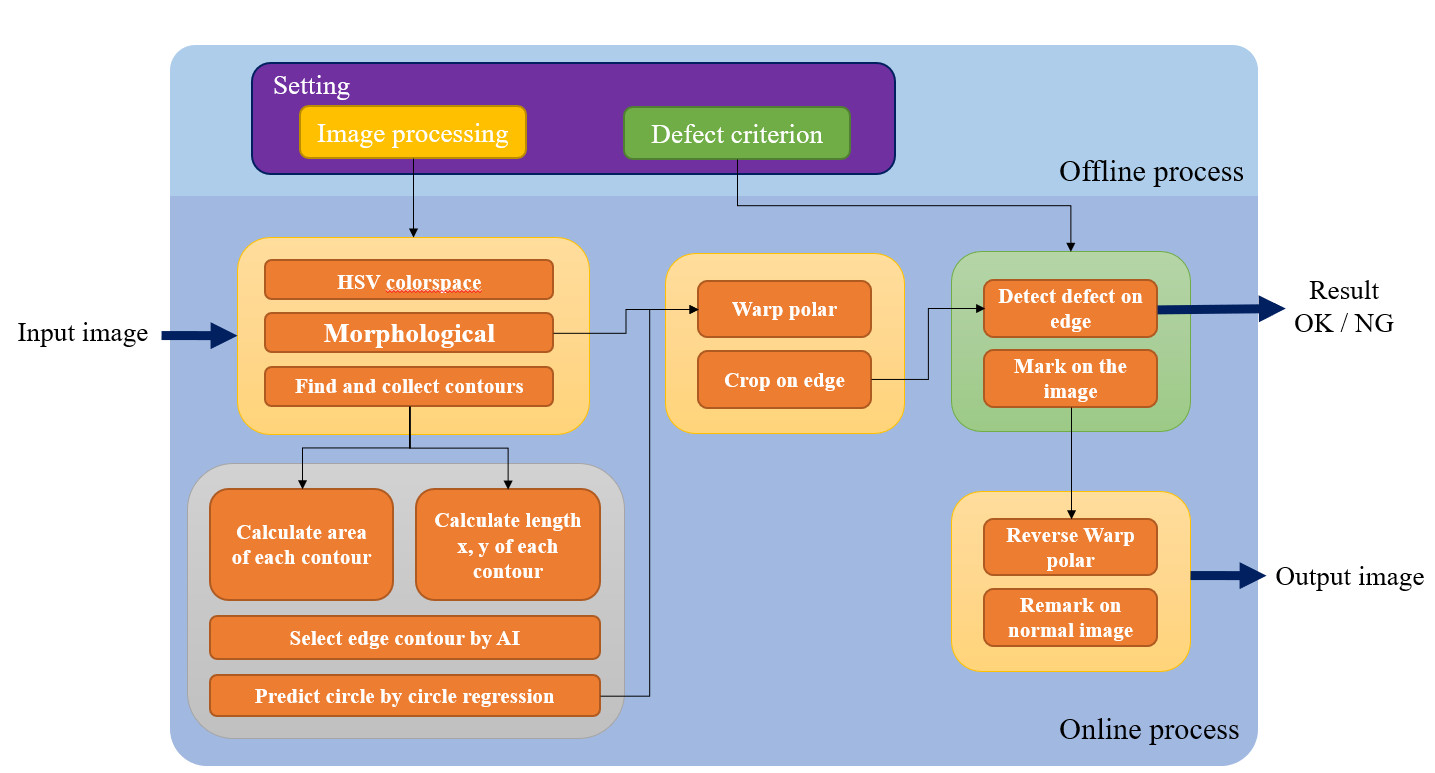 Setting
Image processing
Defect criterion
Offline process
Input image
HSV colorspace
Morphological
Find and collect contours
Calculate area
of each contour
Calculate length
x, y of each
contour
Select edge contour by AI
Predict circle by circle regression
Warp polar
Crop on edge
Detect defect on
edge
Mark on the
image
Result
OK / NG
Reverse Warp
polar
Remark on
normal image
Output image
Online process